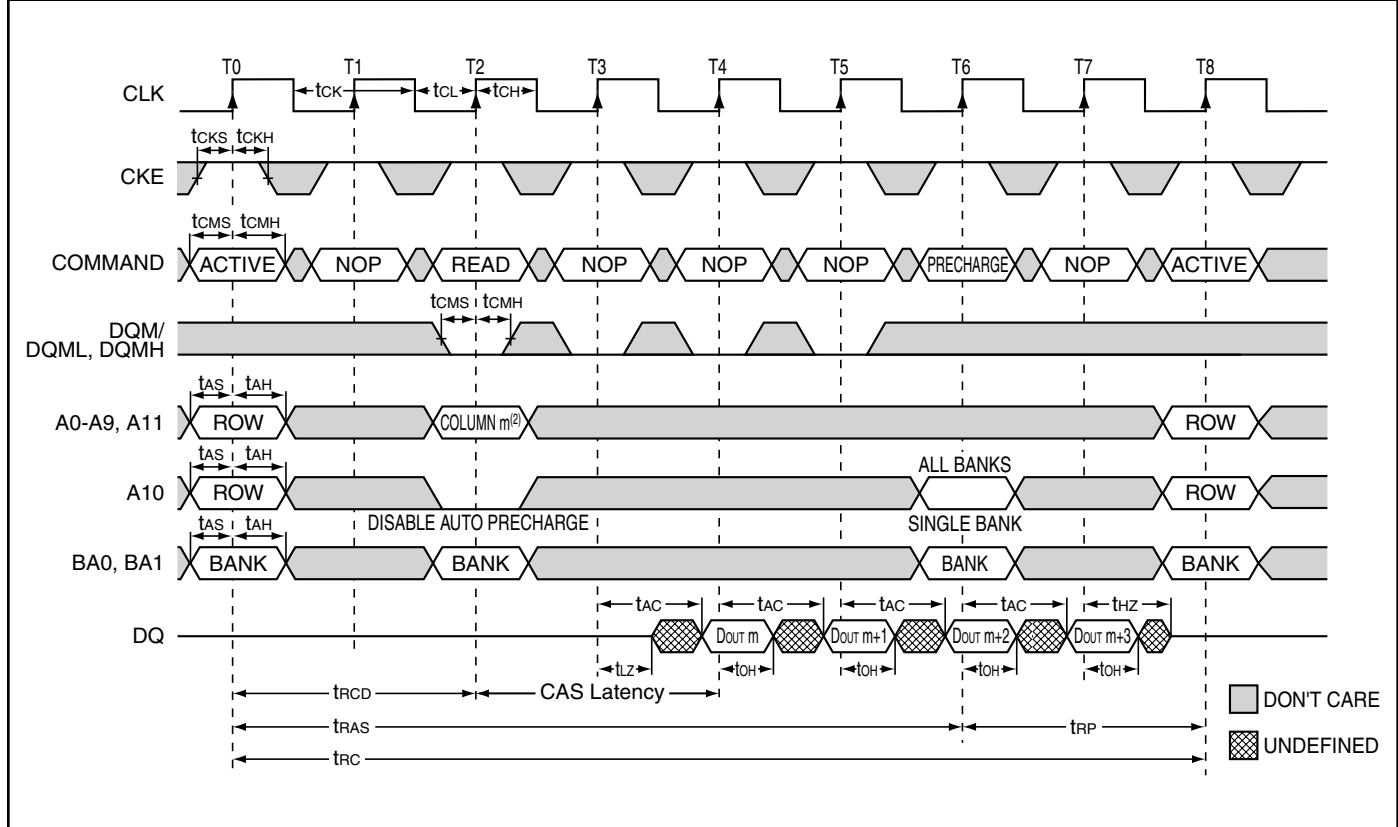 T0 T1 T2 T3 T4 T5 T6 T7 T8
CLK
tCK tCL tCH
tCKS tCKH
CKE
tCMS tCMH
COMMAND ACTIVE NOP READ NOP NOP NOP PRECHARGE NOP ACTIVE
tCMS tCMH
DQM/
DQML, DQMH
tAS tAH
A0-A9, A11 ROW COLUMN m(2) ROW
tAS tAH ALL BANKS
A10 ROW ROW
DISABLE AUTO PRECHARGE SINGLE BANK
tAS tAH
BA0, BA1 BANK BANK BANK BANK
tAC tAC tAC tAC tHZ
DQ DOUT m DOUT m+1 DOUT m+2 DOUT m+3
tLZ tOH tOH tOH tOH
tRCD CAS Latency
DON'T CARE
tRAS tRP
UNDEFINED
tRC